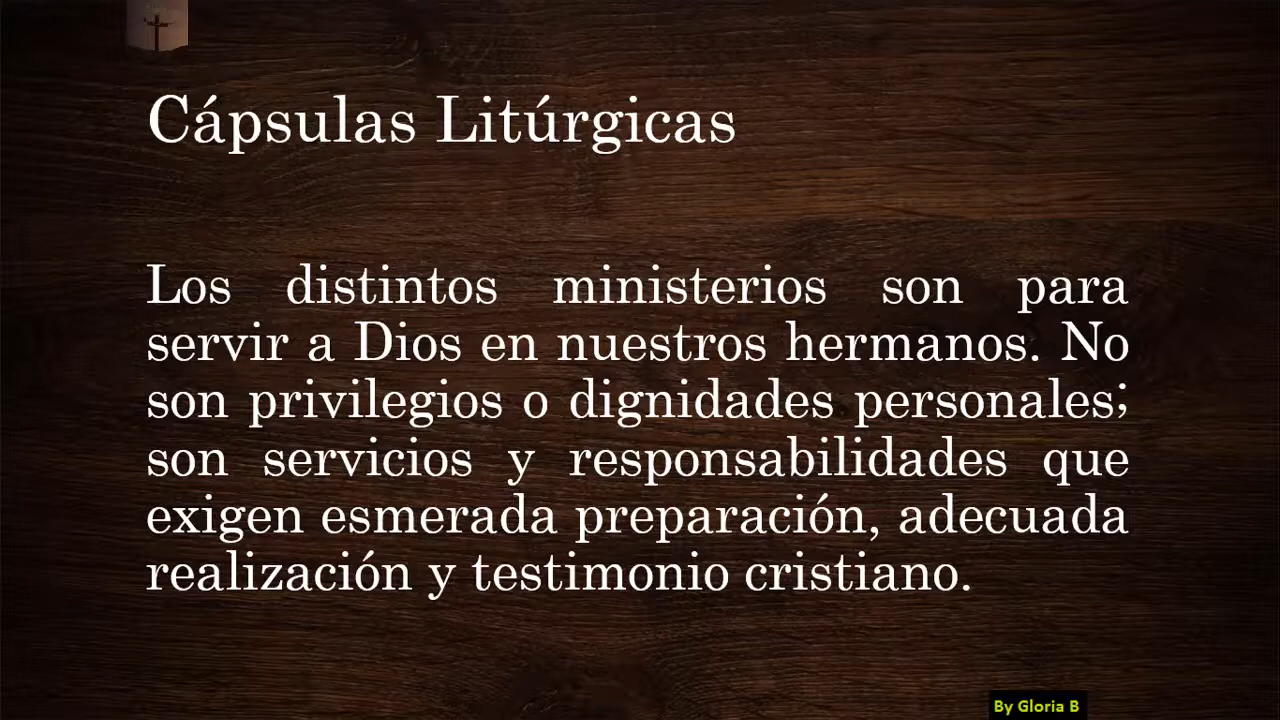 Cápsulas Litúrgicas
Los distintos ministerios son para
servir a Dios en nuestros hermanos. No
son privilegios o dignidades personales;
son servicios y responsabilidades que
exigen esmerada preparación, adecuada
realización y testimonio cristiano.
By Gloria B